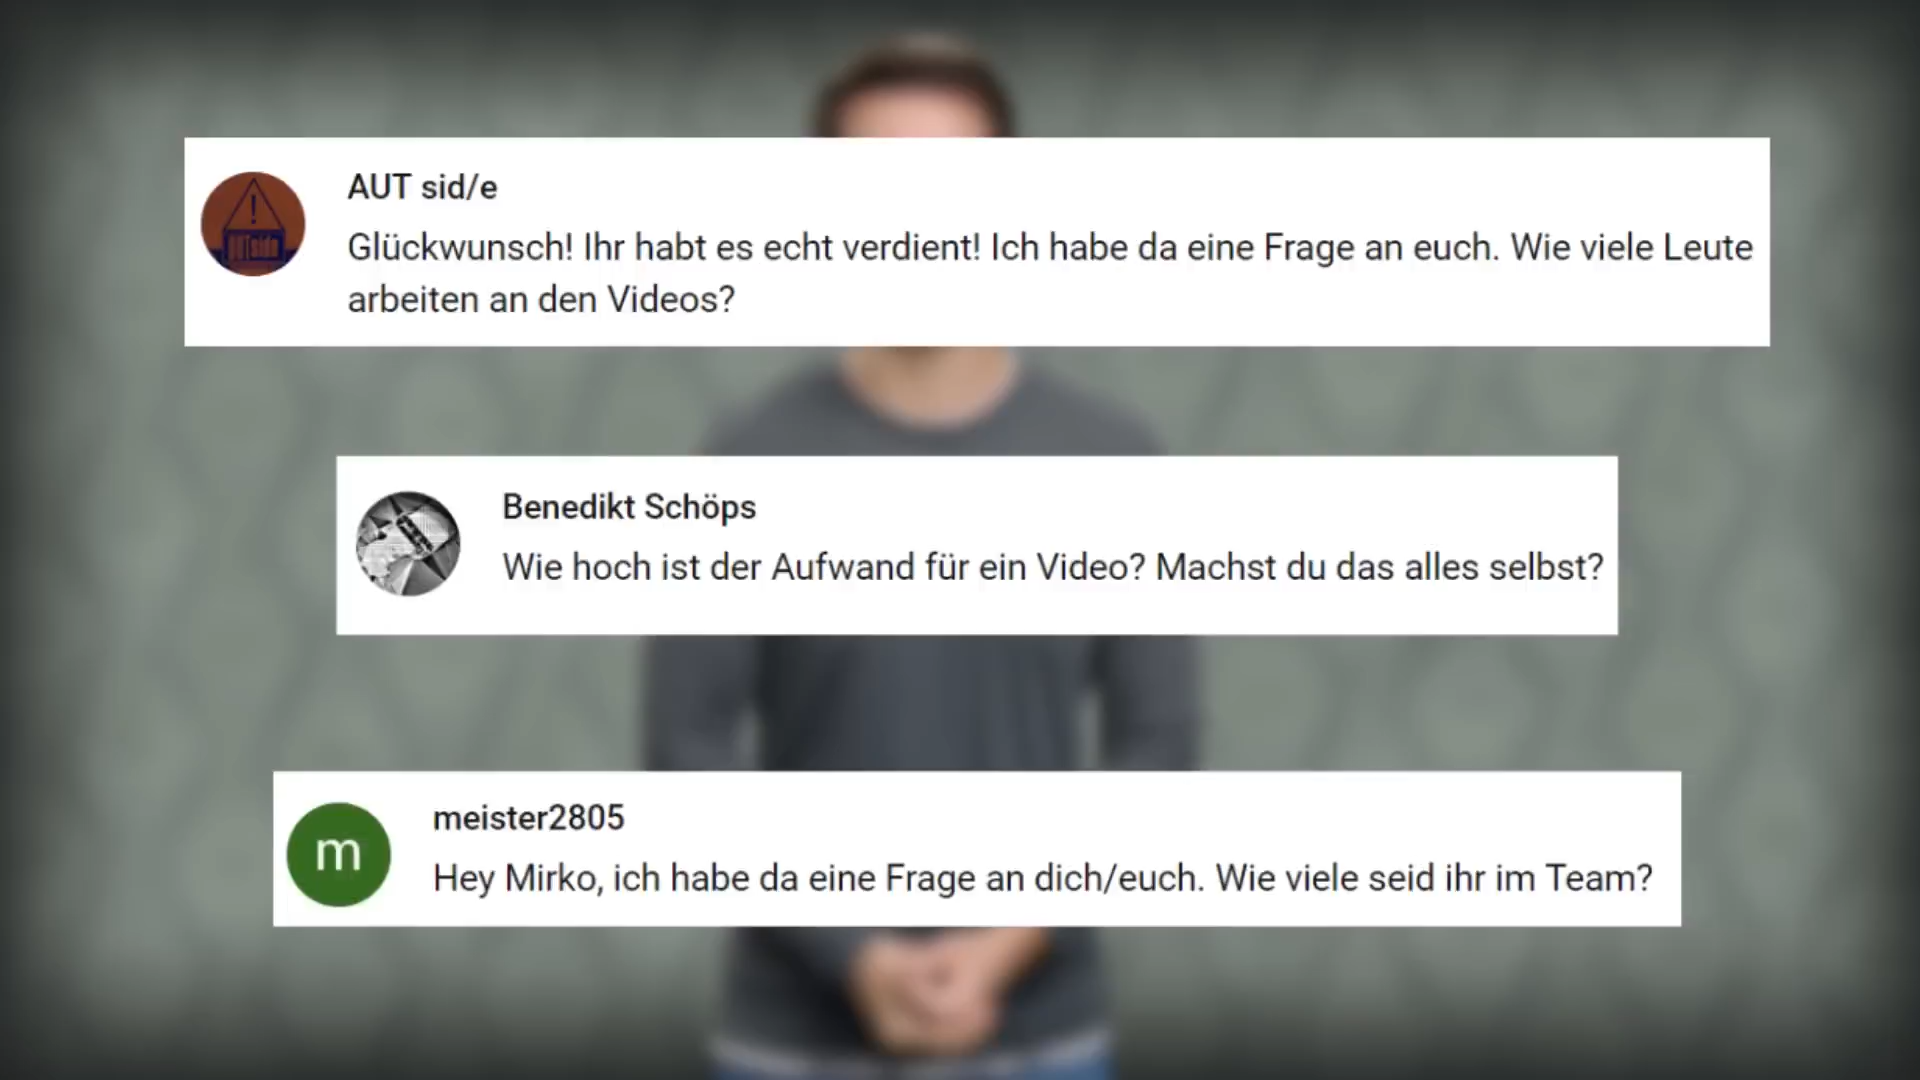 AUT sid/e
Glückwunsch! Ihr habt es echt verdient! Ich habe da eine Frage an euch. Wie viele Leute
arbeiten an den Videos?
Benedikt Schöps
Wie hoch ist der Aufwand für ein Video? Machst du das alles selbst?
m
meister2805
Hey Mirko, ich habe da eine Frage an dich/euch. Wie viele seid ihr im Team?